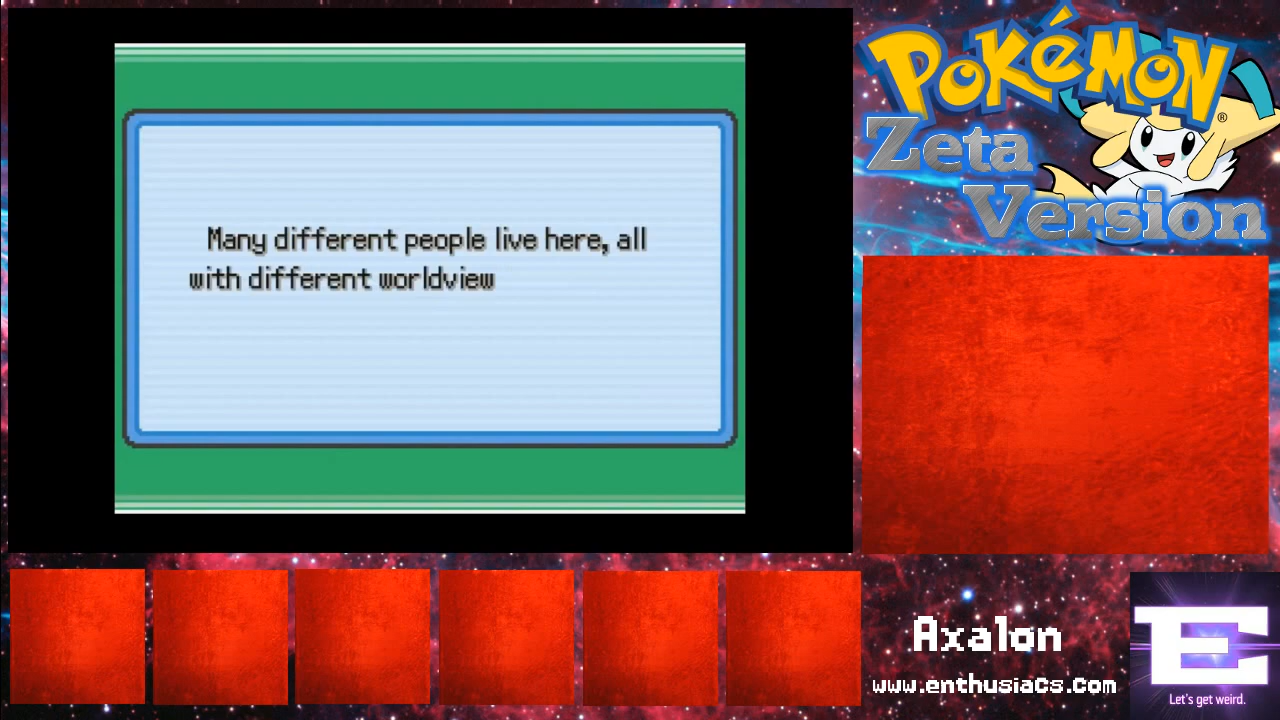 Many different people live here, all
with different worldview
POKéMON®
Zeta
Version
Axalon
www.enthusiacs.com
E
Let's get weird.